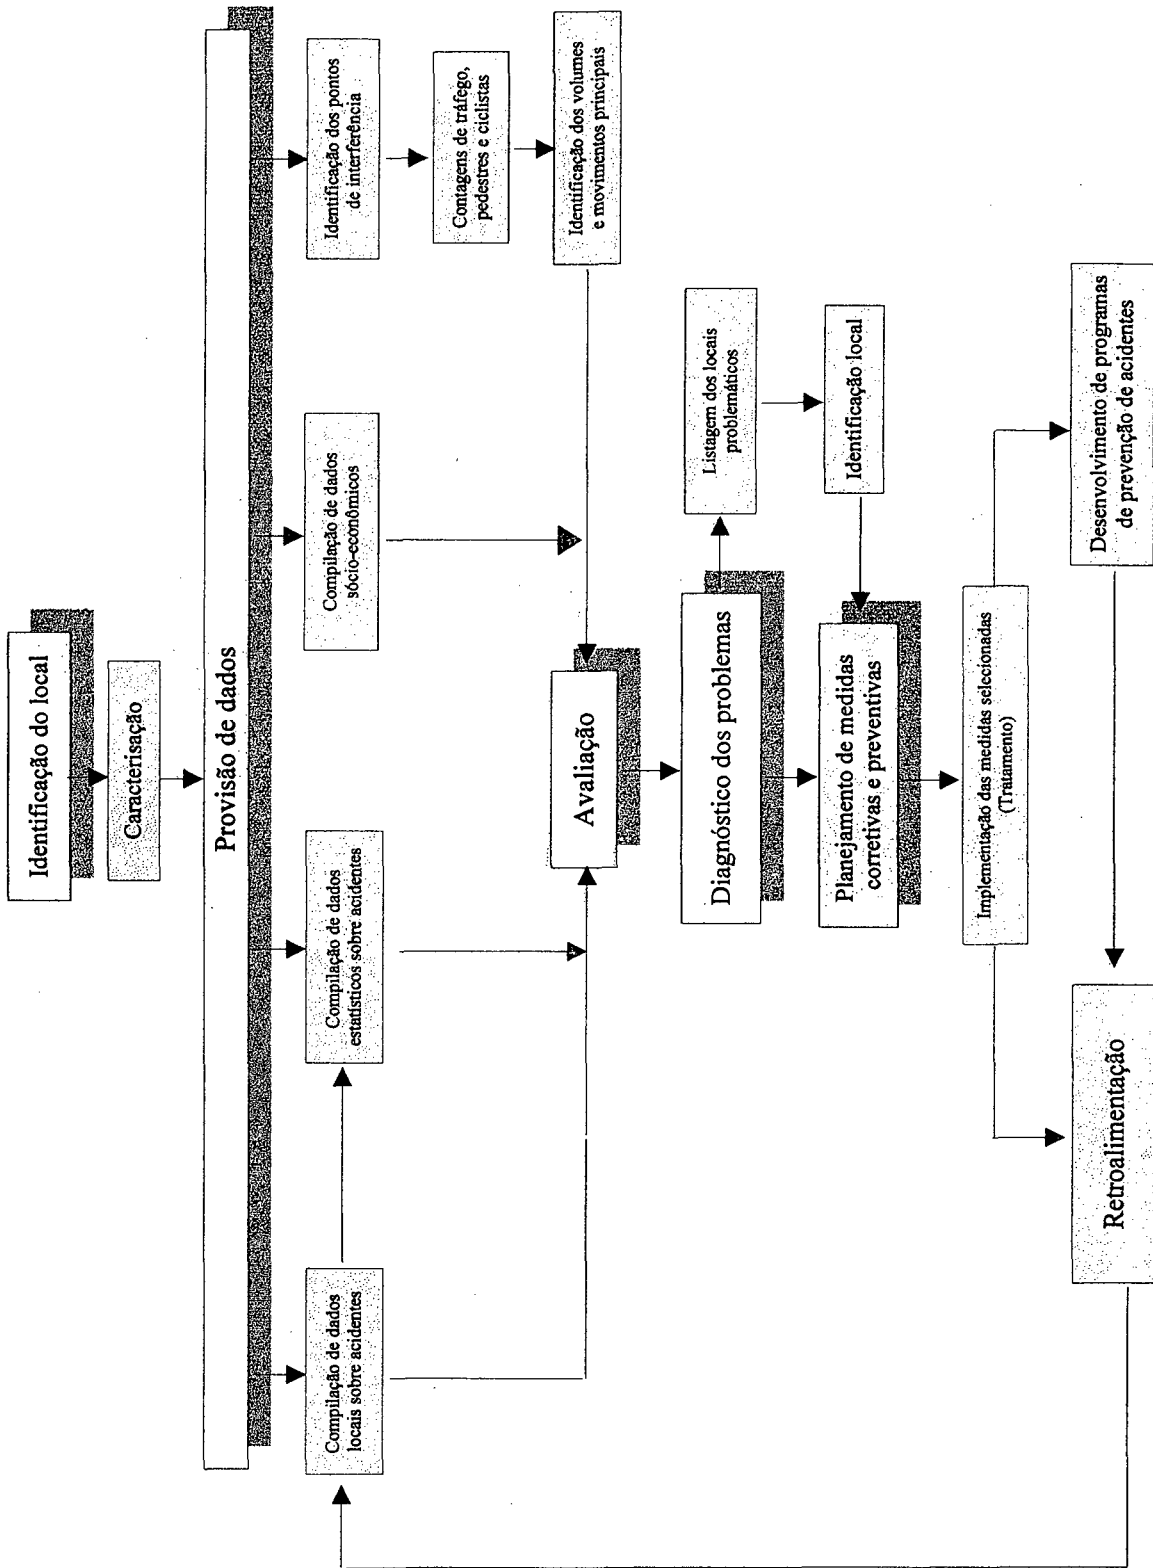 Identificação do local
Caracterisação
Provisão de dados
Compilação de dados
locais sobre acidentes
Compilação de dados
estatísticos sobre acidentes
Compilação de dados
sócio-econômicos
Identificação dos pontos
de interferência
Contagens de tráfego,
pedestres e ciclistas
Identificação dos volumes
e movimentos principais
Avaliação
Diagnóstico dos problemas
Listagem dos locais
problemáticos
Identificação local
Planejamento de medidas
corretivas e preventivas
Implementação das medidas seleccionadas
(Tratamento)
Retroalimentação
Desenvolvimento de programas
de prevenção de acidentes